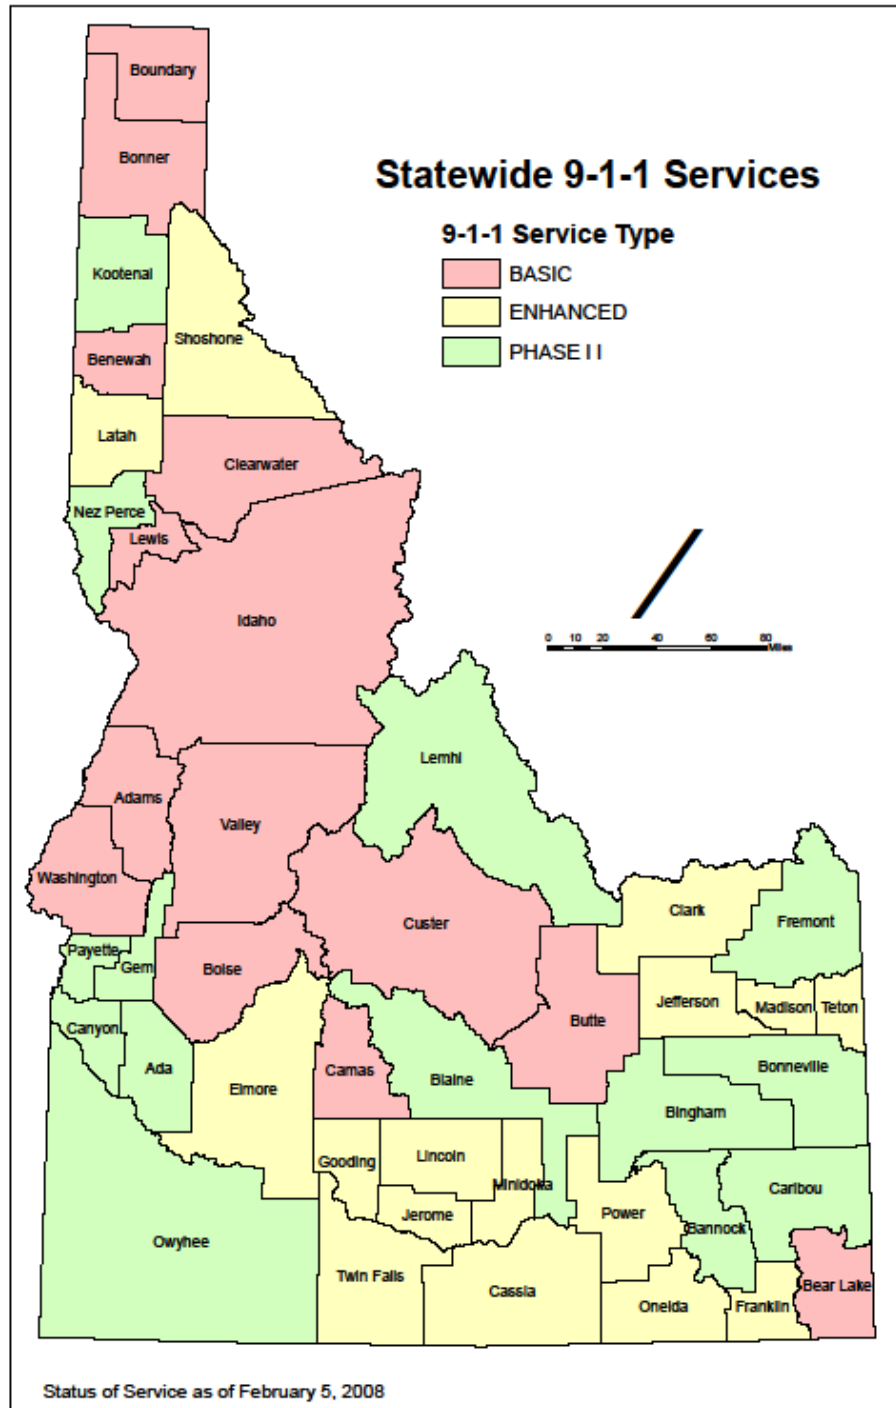 Boundary
Bonner
Statewide 9-1-1 Services
9-1-1 Service Type
BASIC
ENHANCED
PHASE I I
Kootenai
Shoshone
Benewah
Latah
Clearwater
Nez Perce
Lewis
Idaho
0 10 20 40 60 80
Miles
Lemhi
Adams
Valley
Washington
Custer
Clark
Fremont
Payette
Gem
Boise
Jefferson
Madison
Teton
Canyon
Butte
Ada
Elmore
Camas
Blaine
Bonneville
Bingham
Gooding
Lincoln
Minidoka
Caribou
Jerome
Power
Bannock
Owyhee
Twin Falls
Cassia
Oneida
Franklin
Bear Lake
Status of Service as of February 5, 2008